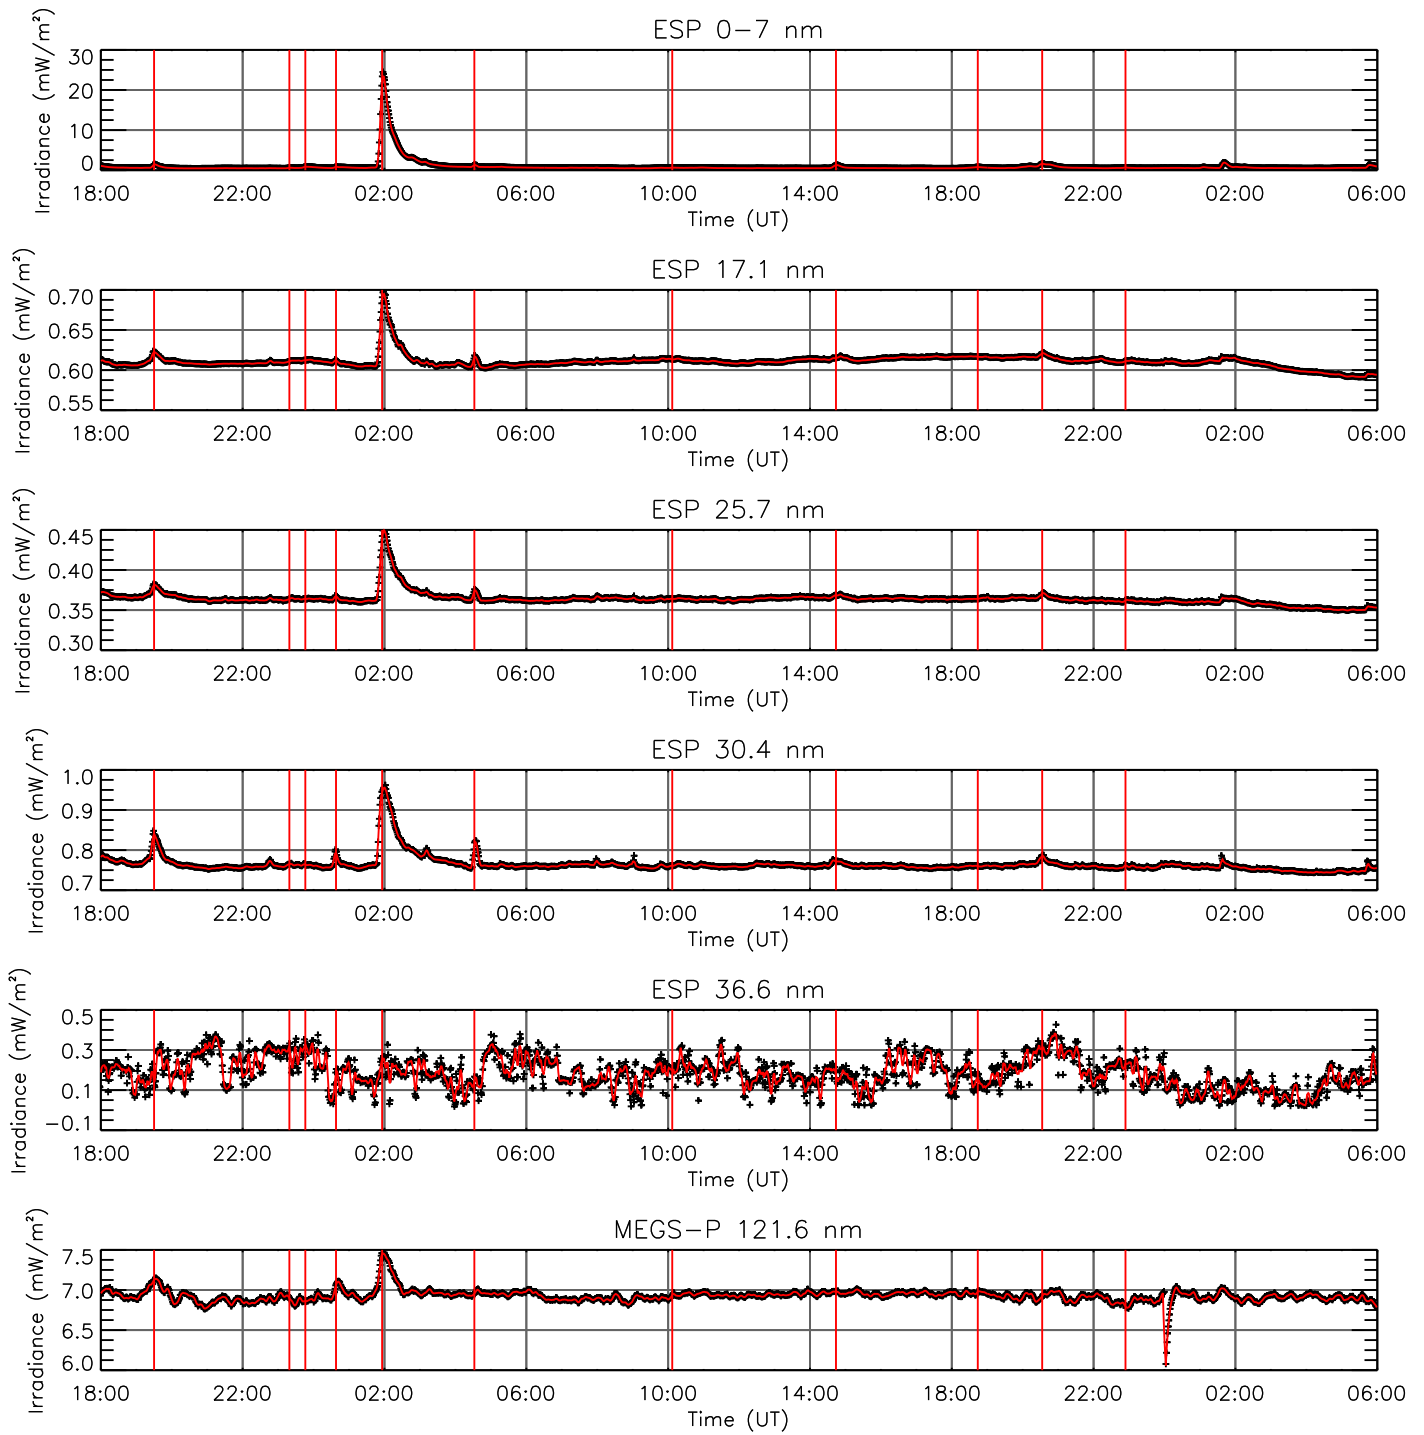 ESP 0-7 nm
Irradiance (mW/m²)
30
20
10
0
18:00 22:00 02:00 06:00 10:00 14:00 18:00 22:00 02:00 06:00
Time (UT)
ESP 17.1 nm
Irradiance (mW/m²)
0.70
0.65
0.60
0.55
18:00 22:00 02:00 06:00 10:00 14:00 18:00 22:00 02:00 06:00
Time (UT)
ESP 25.7 nm
Irradiance (mW/m²)
0.45
0.40
0.35
0.30
18:00 22:00 02:00 06:00 10:00 14:00 18:00 22:00 02:00 06:00
Time (UT)
ESP 30.4 nm
Irradiance (mW/m²)
1.0
0.9
0.8
0.7
18:00 22:00 02:00 06:00 10:00 14:00 18:00 22:00 02:00 06:00
Time (UT)
ESP 36.6 nm
Irradiance (mW/m²)
0.5
0.3
0.1
-0.1
18:00 22:00 02:00 06:00 10:00 14:00 18:00 22:00 02:00 06:00
Time (UT)
MEGS-P 121.6 nm
Irradiance (mW/m²)
7.5
7.0
6.5
6.0
18:00 22:00 02:00 06:00 10:00 14:00 18:00 22:00 02:00 06:00
Time (UT)